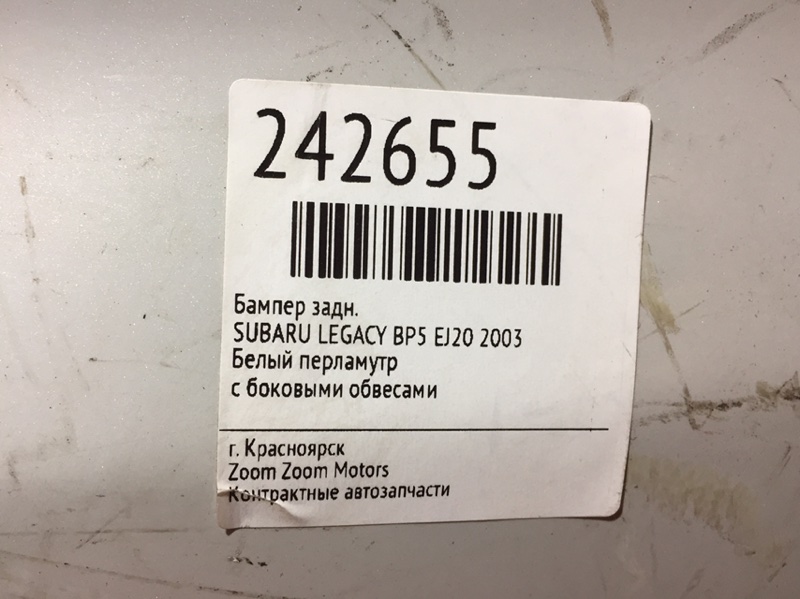 242655
Бампер задн.
SUBARU LEGACY BP5 EJ20 2003
Белый перламутр
с боковыми обвесами
г. Красноярск
Zoom Zoom Motors
Контрактные автозапчасти